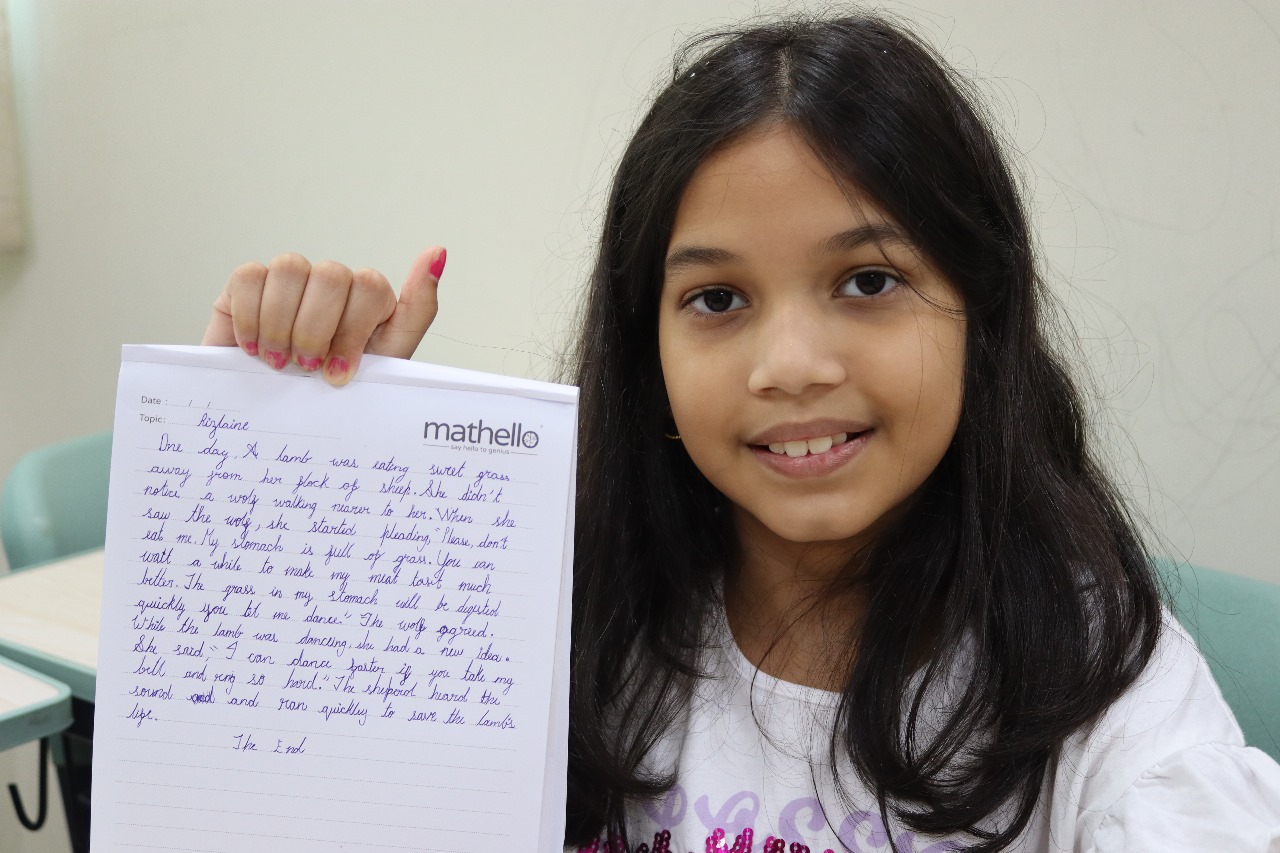 Date : / /
Topic: Rizlaine
mathello
say hello to genius
One day, A lamb was eating sweet grass
away from her flock of sheep. She didn't
notice a wolf walking nearer to her. When she
saw the wolf, she started pleading, "Please, don't
eat me. My stomach is full of grass. You can
wait a while to make my meat tast much
better. The grass in my stomach will be digested
quickly you let me dance." The wolf agreed.
While the lamb was dancing, she had a new idea.
She said, "I can dance faster if you take my
bell and ring so hard." The sheperd heard the
sound and and ran quickly to save the lamb's
life.
The End